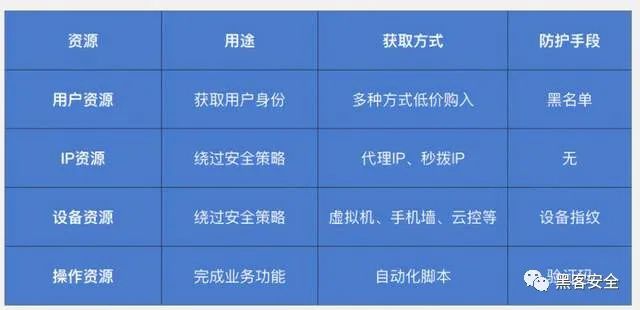 资源 用途 获取方式 防护手段
用户资源 获取用户身份 多种方式低价购入 黑名单
IP资源 绕过安全策略 代理IP、秒拨IP 无
设备资源 绕过安全策略 虚拟机、手机墙、云控等 设备指纹
操作资源 完成业务功能 自动化脚本 验证码
黑客安全